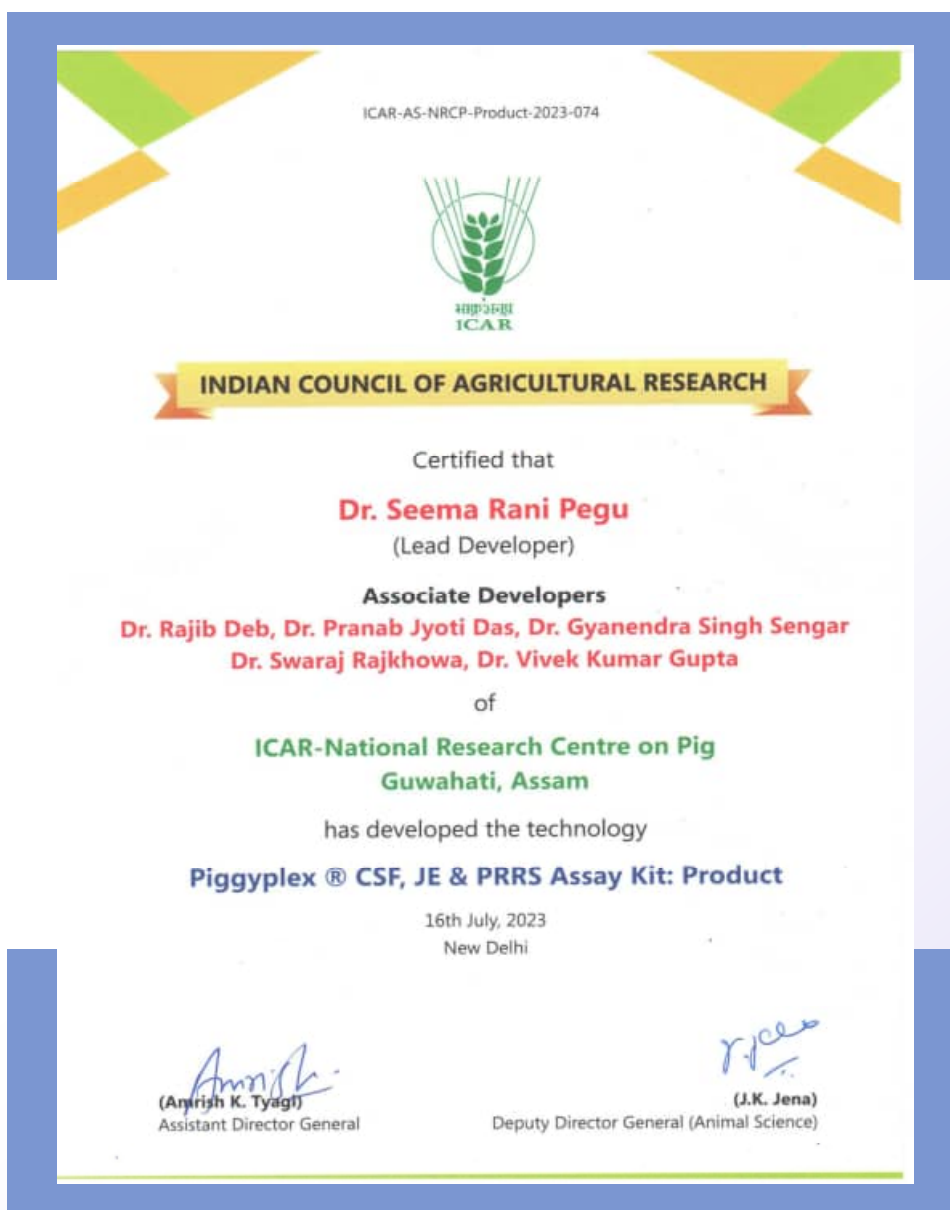 ICAR-AS-NRCP-Product-2023-074
भाकृअनुप
ICAR
INDIAN COUNCIL OF AGRICULTURAL RESEARCH
Certified that
Dr. Seema Rani Pegu
(Lead Developer)
Associate Developers
Dr. Rajib Deb, Dr. Pranab Jyoti Das, Dr. Gyanendra Singh Sengar
Dr. Swaraj Rajkhowa, Dr. Vivek Kumar Gupta
of
ICAR-National Research Centre on Pig
Guwahati, Assam
has developed the technology
Piggyplex ® CSF, JE & PRRS Assay Kit: Product
16th July, 2023
New Delhi
Amrish
(Amrish K. Tyagi)
Assistant Director General
(J.K. Jena)
Deputy Director General (Animal Science)